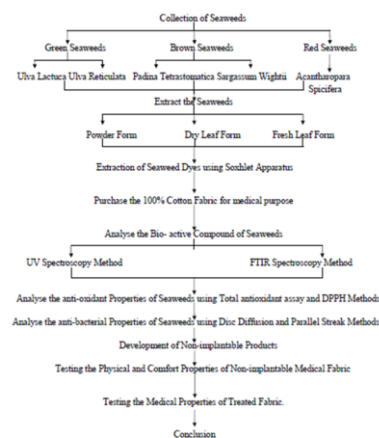 Collection of Seaweeds
Green Seaweeds Brown Seaweeds Red Seaweeds
Ulva Lactuca Ulva Reticulata Padina Tetrastomatica Sargassum Wightii Acantharopara
Spicifera
Extract the Seaweeds
Powder Form Dry Leaf Form Fresh Leaf Form
Extraction of Seaweed Dyes using Soxhlet Apparatus
Purchase the 100% Cotton Fabric for medical purpose
Analyse the Bio- active Compound of Seaweeds
UV Spectroscopy Method FTIR Spectroscopy Method
Analyse the anti-oxidant Properties of Seaweeds using Total antioxidant assay and DPPH Methods
Analyse the anti-bacterial Properties of Seaweeds using Disc Diffusion and Parallel Streak Methods
Development of Non-implantable Products
Testing the Physical and Comfort Properties of Non-implantable Medical Fabric
Testing the Medical Properties of Treated Fabric.
Conclusion